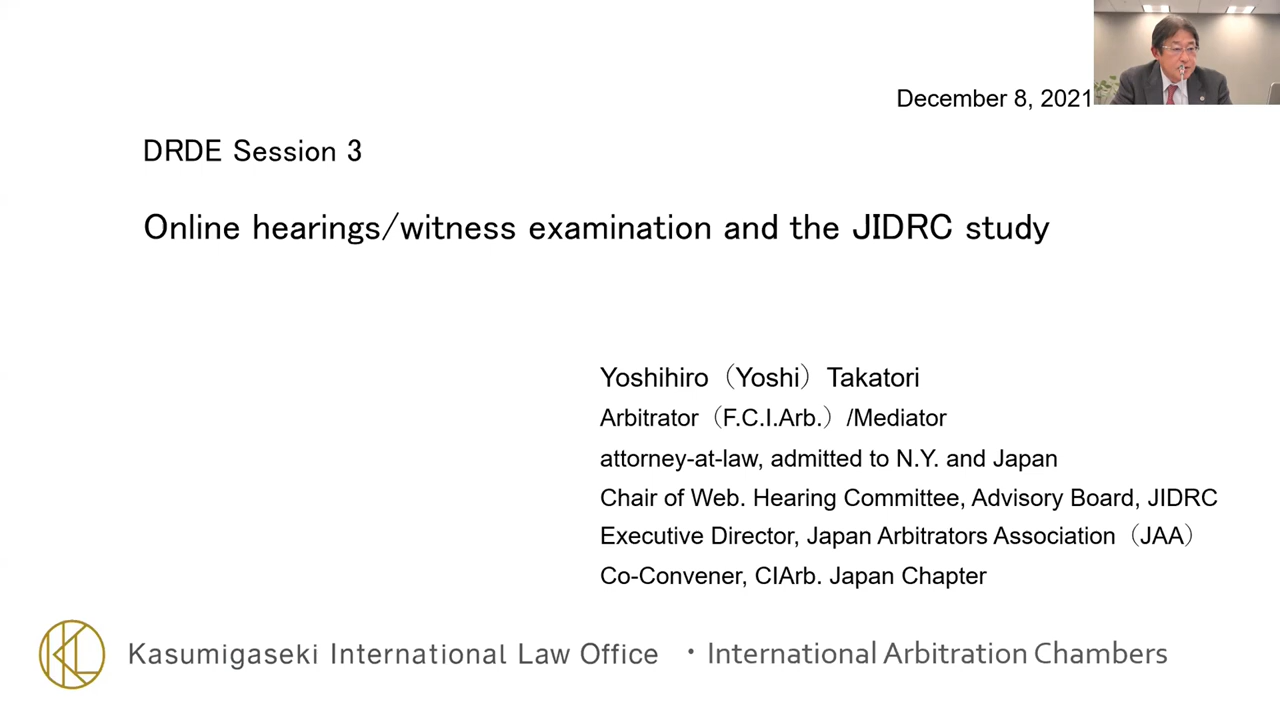 December 8, 2021
DRDE Session 3
Online hearings/witness examination and the JIDRC study
Yoshihiro（Yoshi）Takatori
Arbitrator（F.C.I.Arb.）/Mediator
attorney-at-law, admitted to N.Y. and Japan
Chair of Web. Hearing Committee, Advisory Board, JIDRC
Executive Director, Japan Arbitrators Association（JAA）
Co-Convener, CIArb. Japan Chapter
Kasumigaseki International Law Office ・International Arbitration Chambers